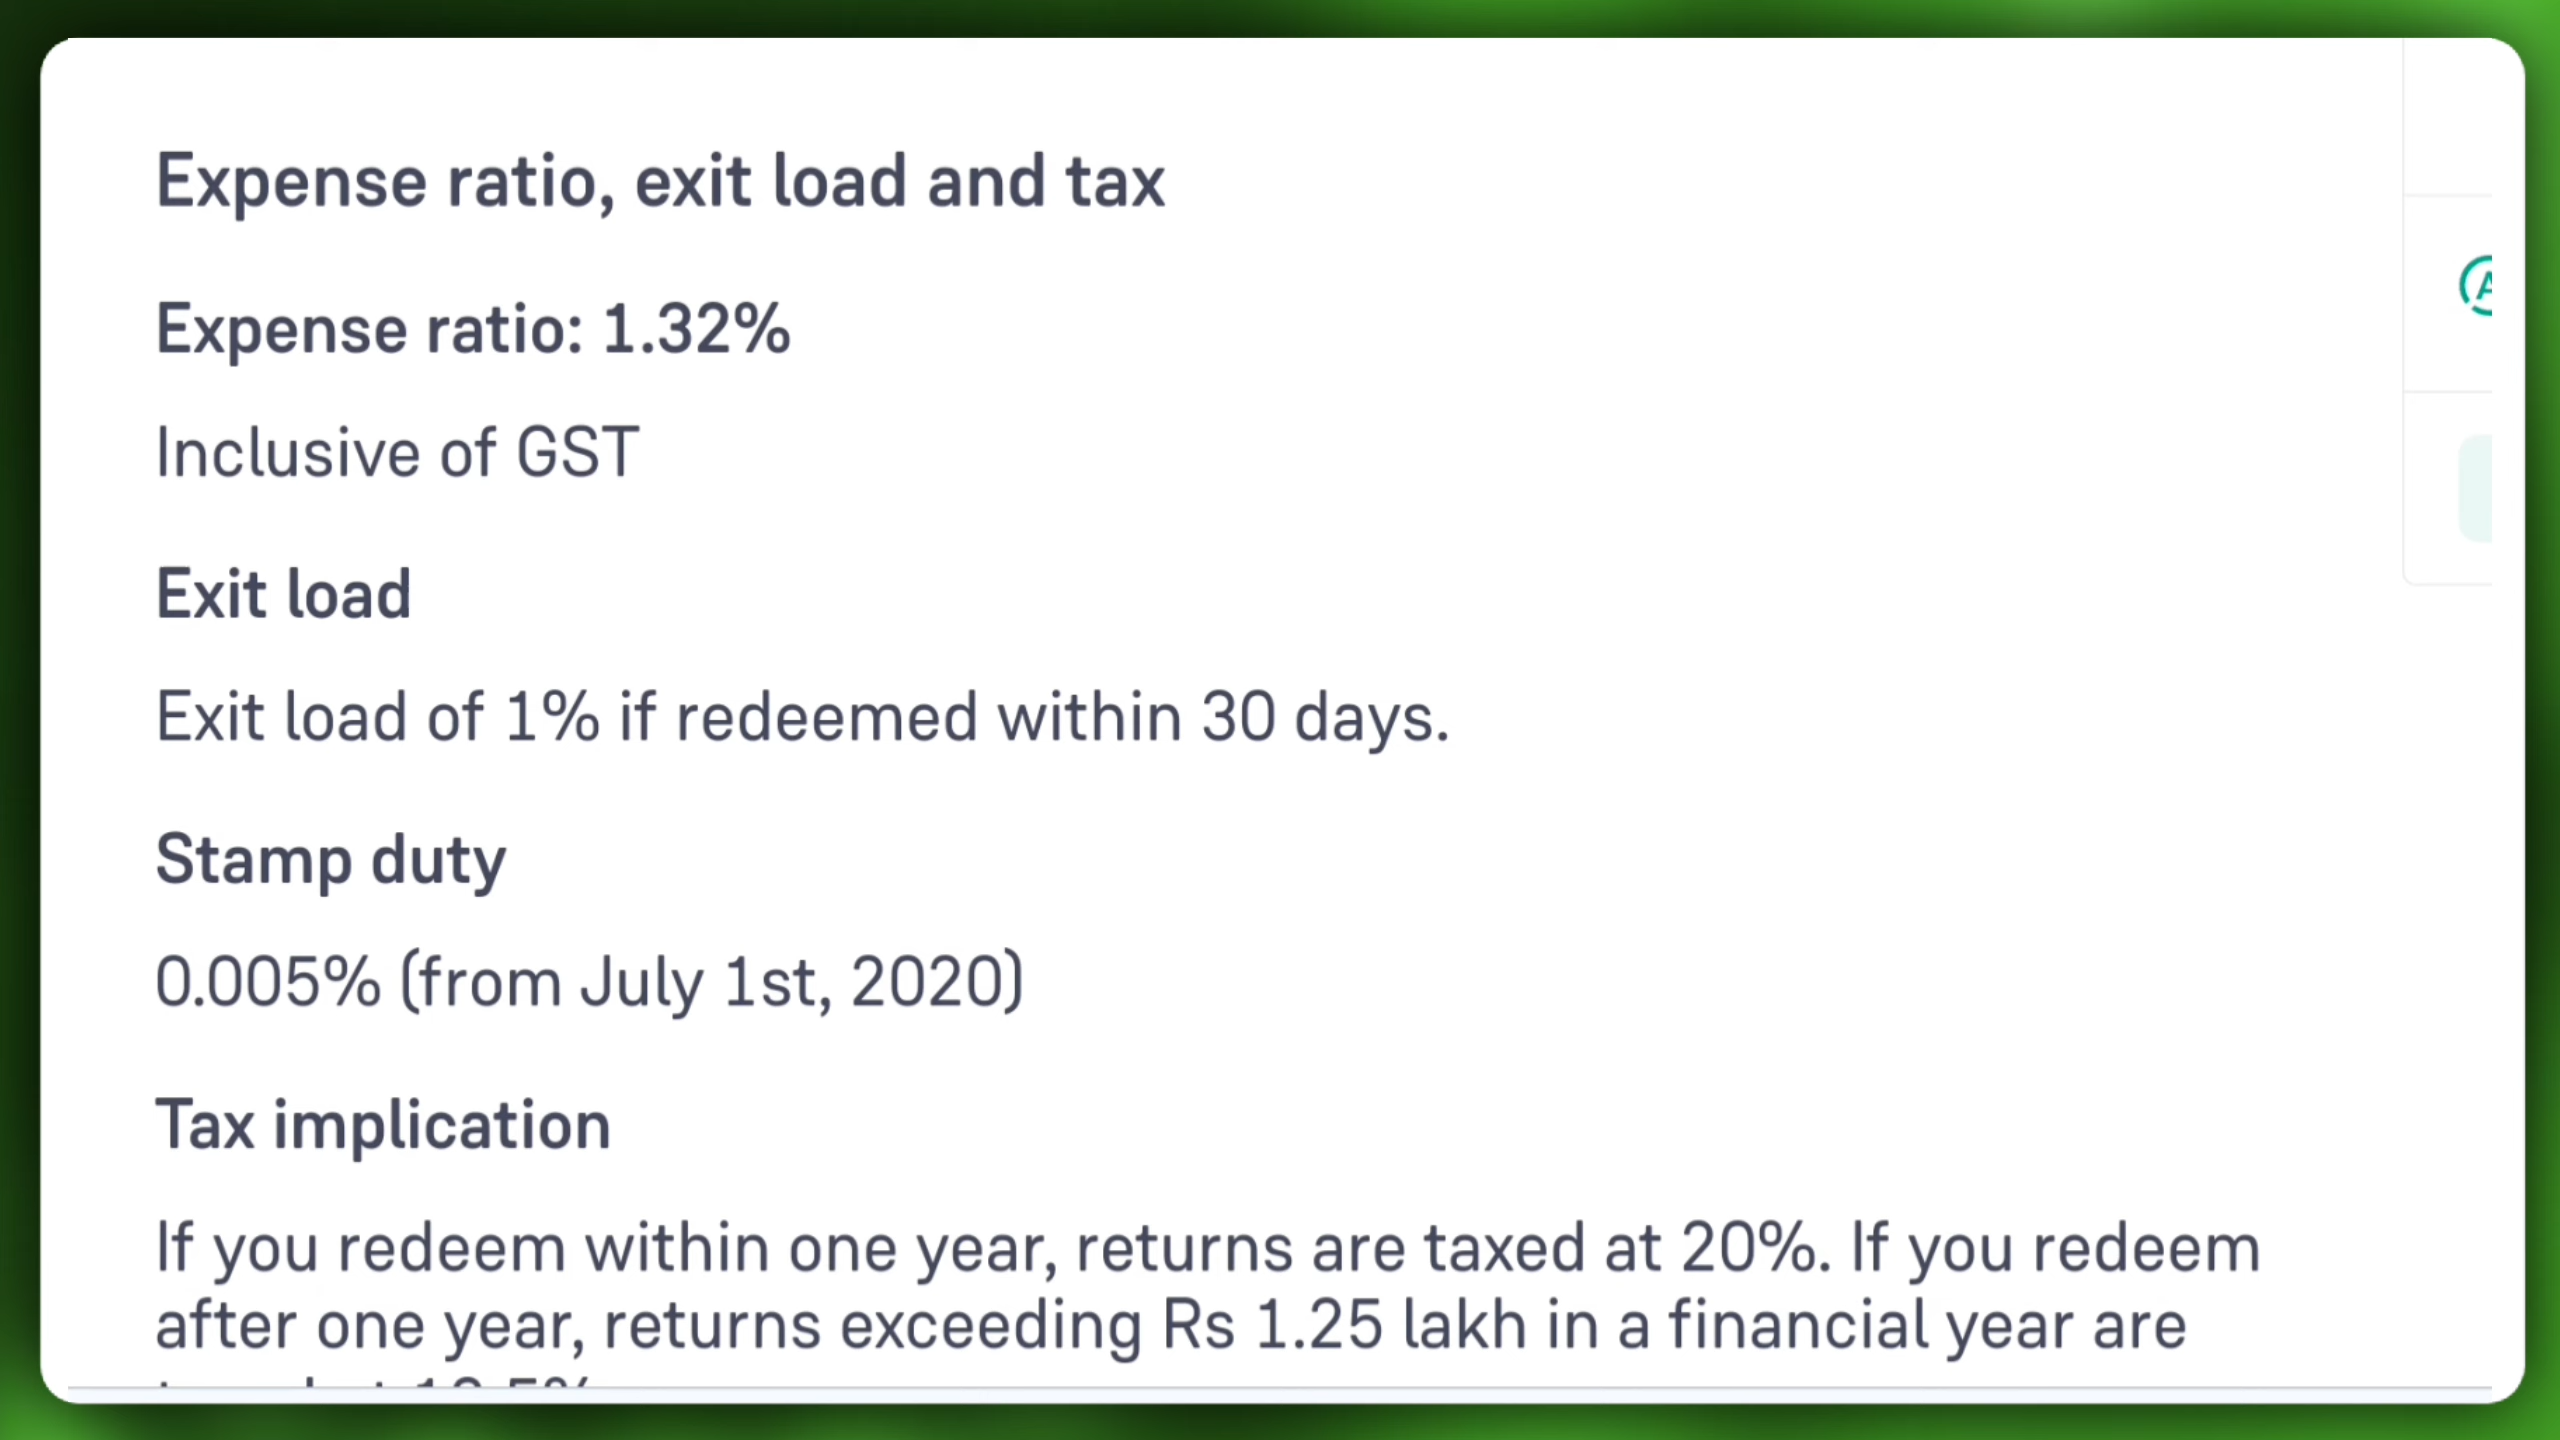 Expense ratio, exit load and tax
Expense ratio: 1.32%
Inclusive of GST
Exit load
Exit load of 1% if redeemed within 30 days.
Stamp duty
0.005% (from July 1st, 2020)
Tax implication
If you redeem within one year, returns are taxed at 20%. If you redeem
after one year, returns exceeding Rs 1.25 lakh in a financial year are